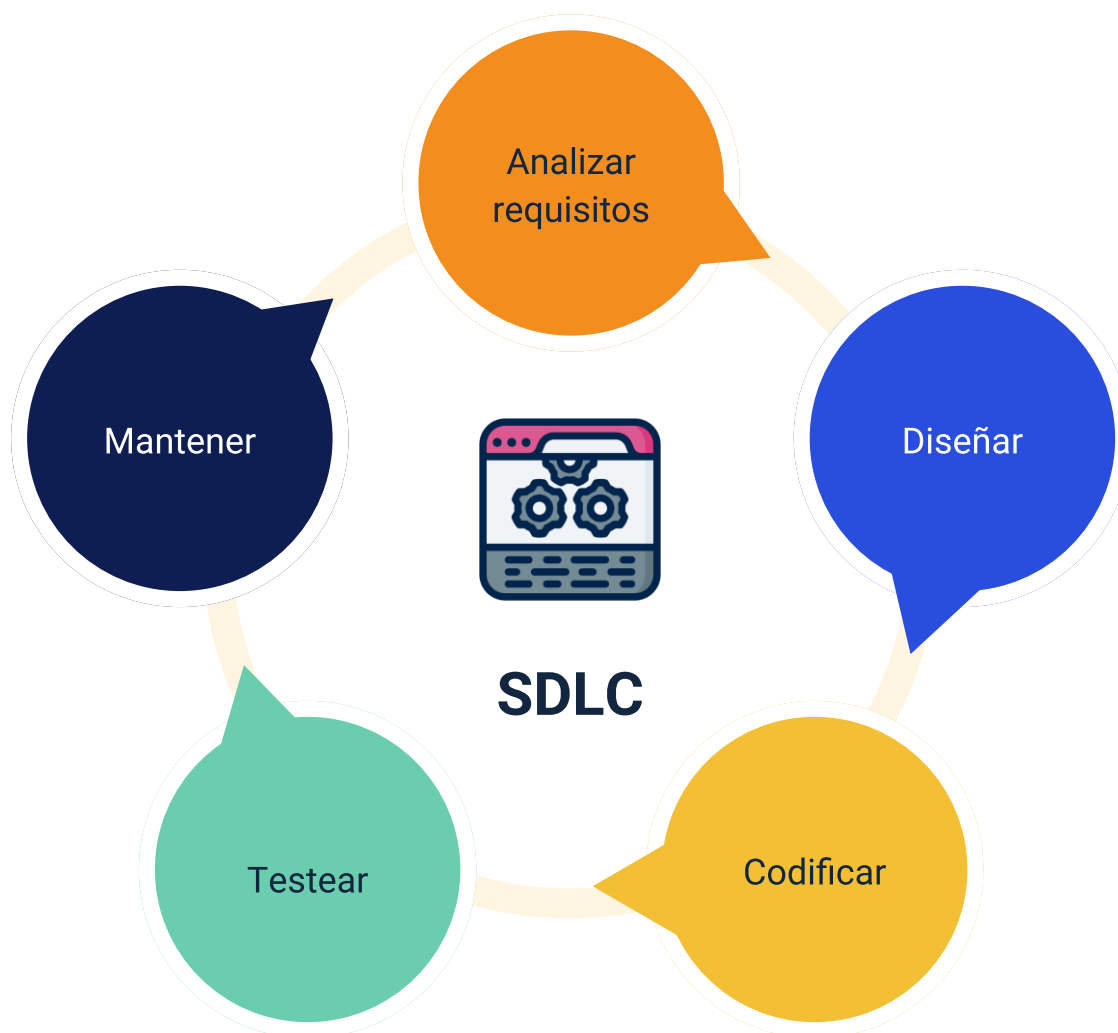 Analizar
requisitos
Mantener
Diseñar
SDLC
Testear
Codificar